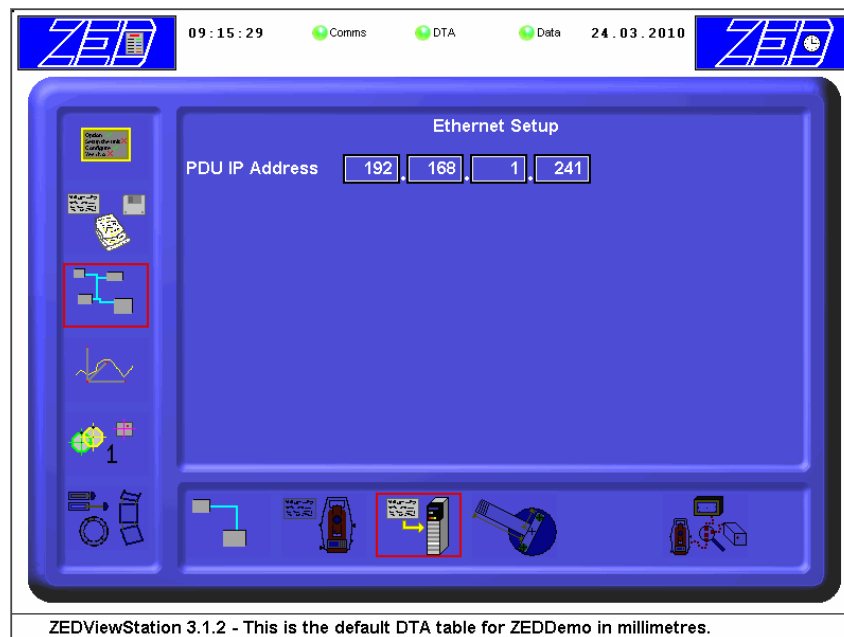 ZED
09:15:29
Comms
DTA
Data
24.03.2010
ZED
Ethernet Setup
Option
PDU IP Address 192.168.1.241
1
ZEDViewStation 3.1.2 - This is the default DTA table for ZEDDemo in millimetres.